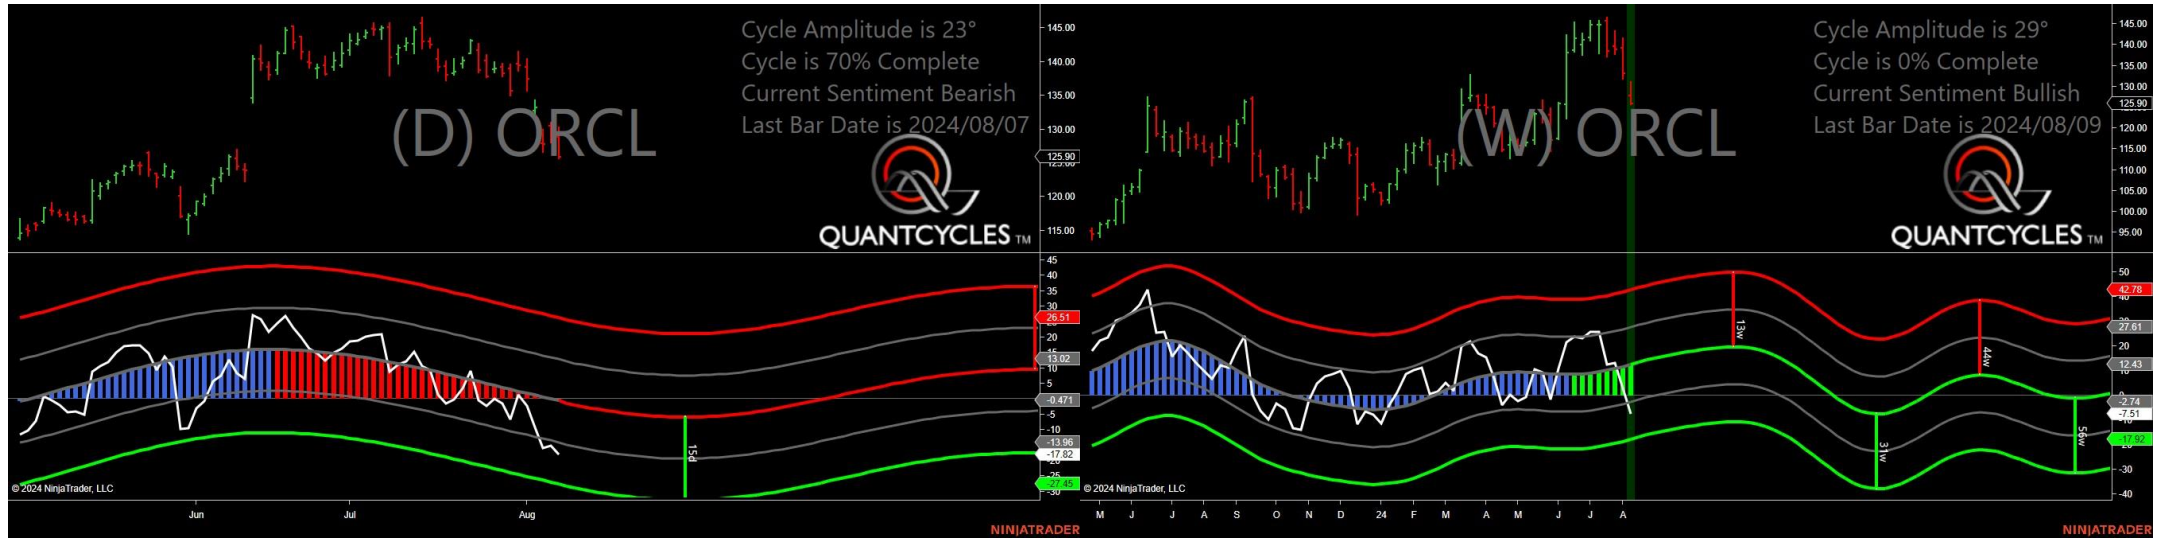 Cycle Amplitude is 23°
Cycle is 70% Complete
Current Sentiment Bearish
Last Bar Date is 2024/08/07
(D) ORCL
QUANTCYCLES TM
145.00
140.00
135.00
130.00
125.90
125.00
120.00
115.00
45
40
35
30
26.51
20
15
13.02
10
5
-0.471
-5
-10
-13.96
-17.82
-25
-27.45
-30
15d
© 2024 NinjaTrader, LLC
Jun
Jul
Aug
NINJATRADER
Cycle Amplitude is 29°
Cycle is 0% Complete
Current Sentiment Bullish
Last Bar Date is 2024/08/09
(W) ORCL
QUANTCYCLES TM
145.00
140.00
135.00
130.00
125.90
120.00
115.00
110.00
105.00
100.00
95.00
50
42.78
40
27.61
20
12.43
10
0
-2.74
-7.51
-17.92
-30
-40
13w
31w
44w
56w
© 2024 NinjaTrader, LLC
M J J A S O N D 24 F M A M J J A
NINJATRADER